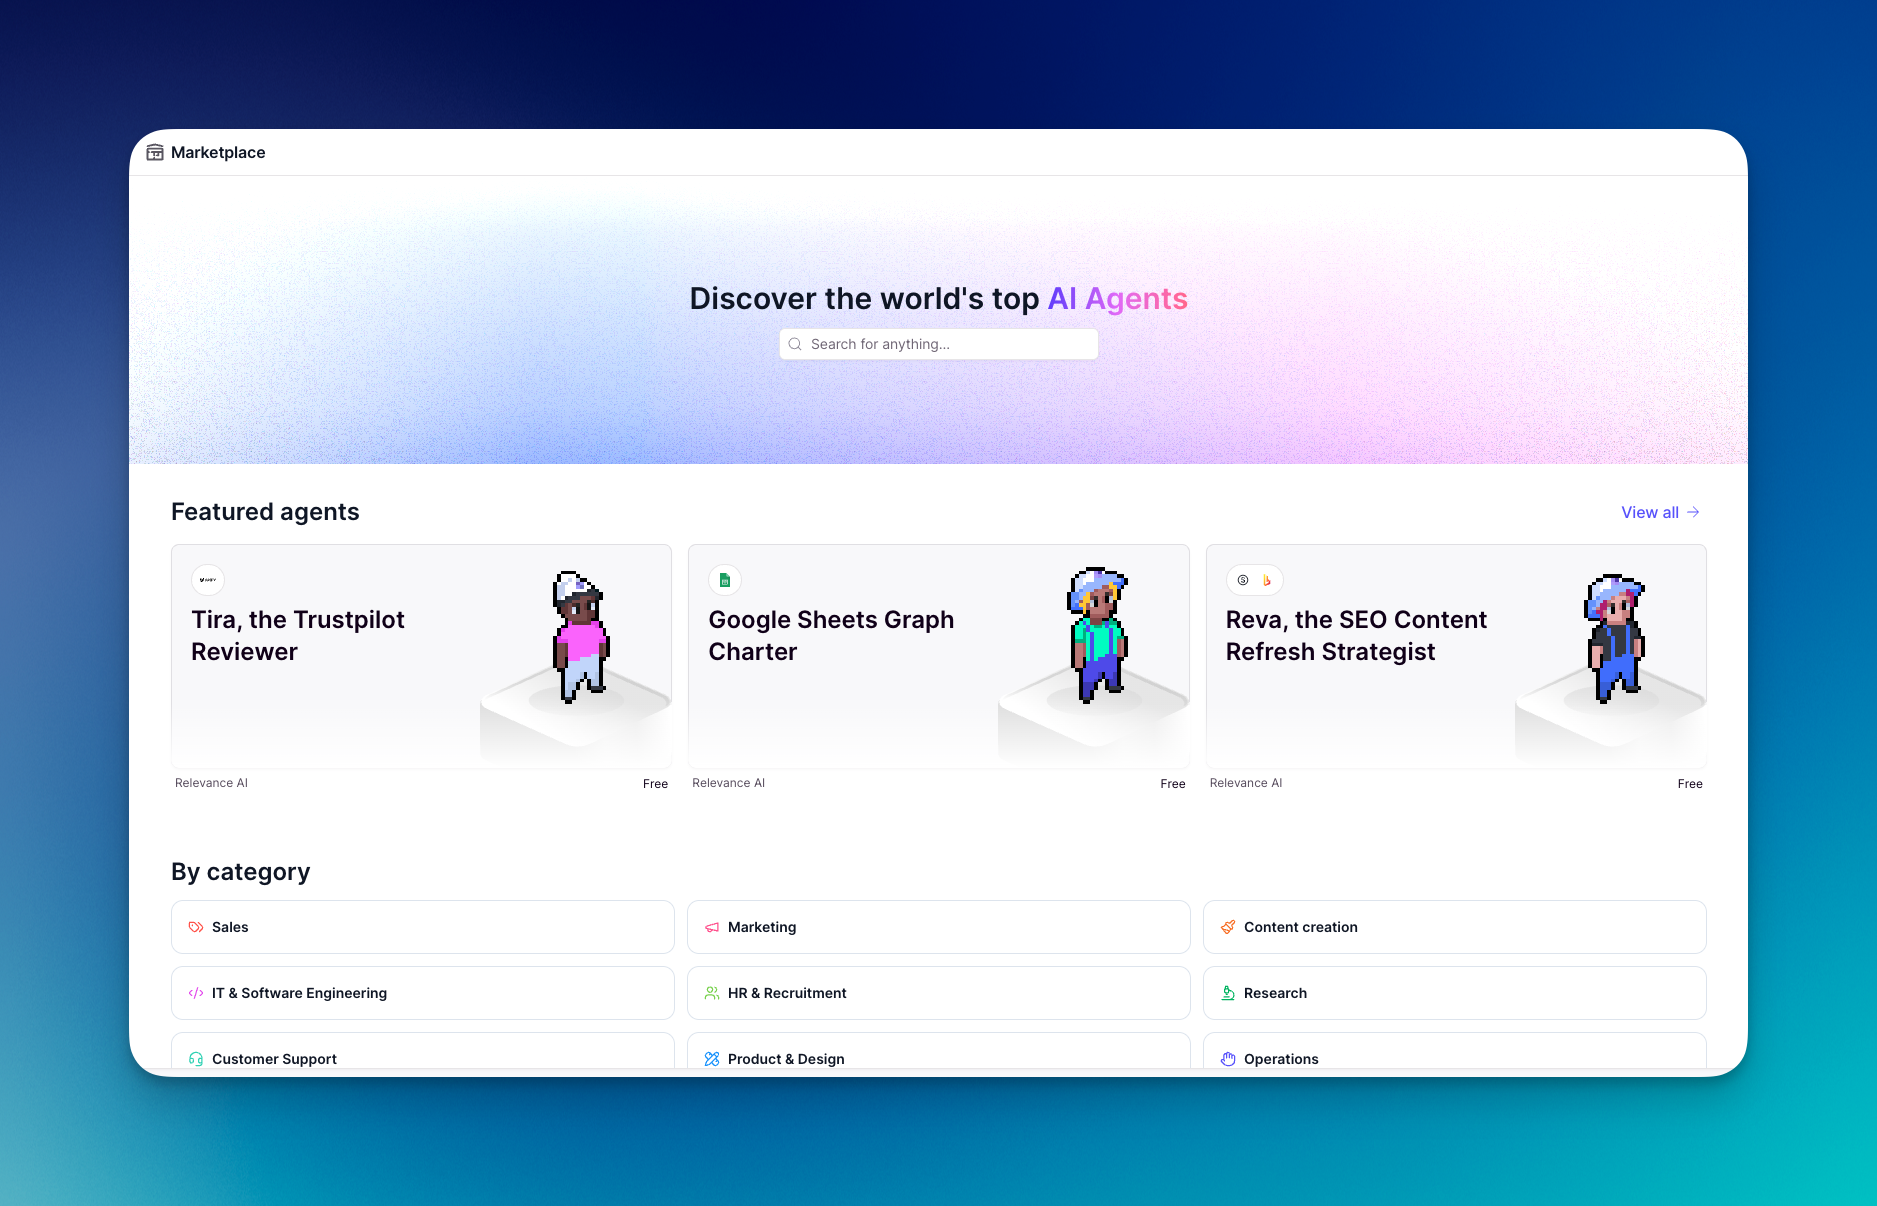 Marketplace
Discover the world's top AI Agents
Search for anything...
Featured agents
View all
Tira, the Trustpilot
Reviewer
Relevance AI
Free
Google Sheets Graph
Charter
Relevance AI
Free
Reva, the SEO Content
Refresh Strategist
Relevance AI
Free
By category
Sales
Marketing
Content creation
IT & Software Engineering
HR & Recruitment
Research
Customer Support
Product & Design
Operations